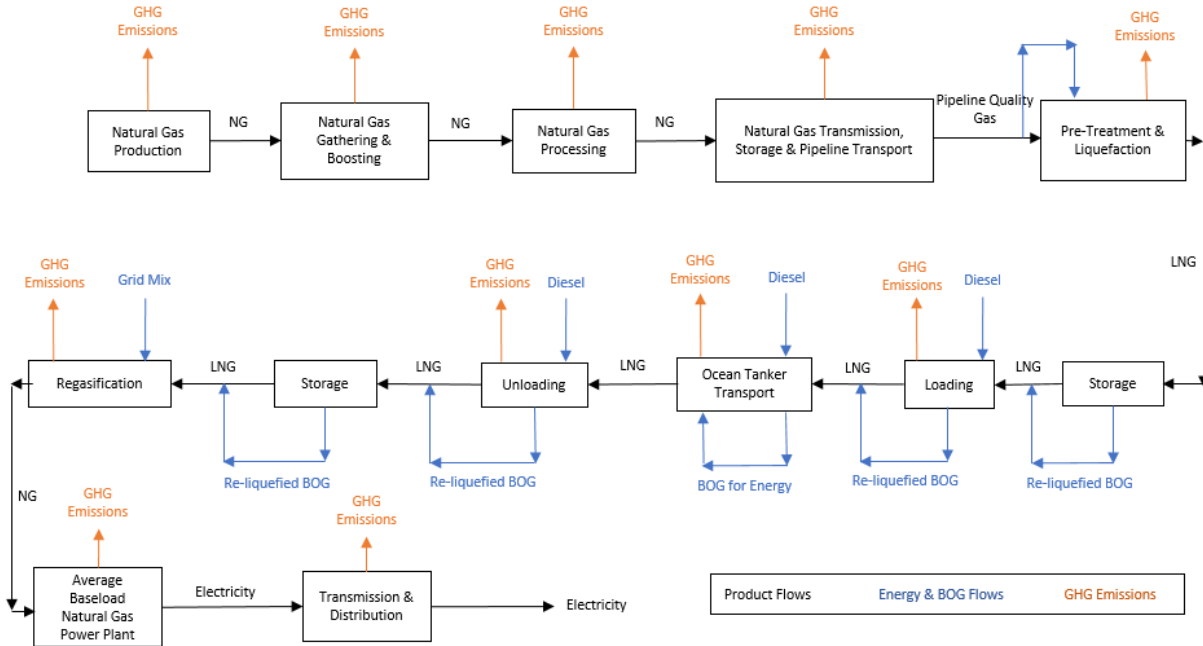 GHG
Emissions
GHG
Emissions
GHG
Emissions
GHG
Emissions
GHG
Emissions
Natural Gas
Production
NG
Natural Gas
Gathering &
Boosting
NG
Natural Gas
Processing
NG
Natural Gas Transmission,
Storage & Pipeline Transport
Pipeline Quality
Gas
Pre-Treatment &
Liquefaction
LNG
GHG
Emissions
Grid Mix
GHG
Emissions
Diesel
GHG
Emissions
Diesel
GHG
Emissions
Diesel
Regasification
LNG
Storage
LNG
Unloading
LNG
Ocean Tanker
Transport
LNG
Loading
LNG
Storage
Re-liquefied BOG
Re-liquefied BOG
BOG for Energy
Re-liquefied BOG
Re-liquefied BOG
NG
GHG
Emissions
GHG
Emissions
Average
Baseload
Natural Gas
Power Plant
Electricity
Transmission &
Distribution
Electricity
Product Flows
Energy & BOG Flows
GHG Emissions